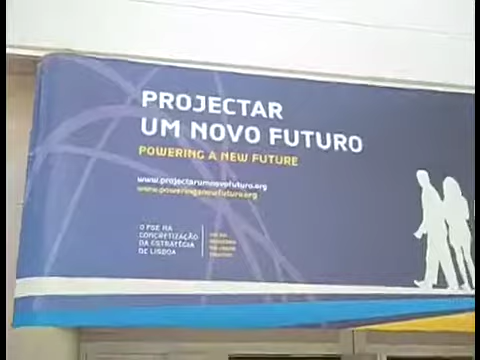 PROJECTAR
UM NOVO FUTURO
POWERING A NEW FUTURE
www.projectarumnovofuturo.org
www.poweringanewfuture.org
O FSE NA
CONCRETIZAÇÃO
DA ESTRATÉGIA
DE LISBOA